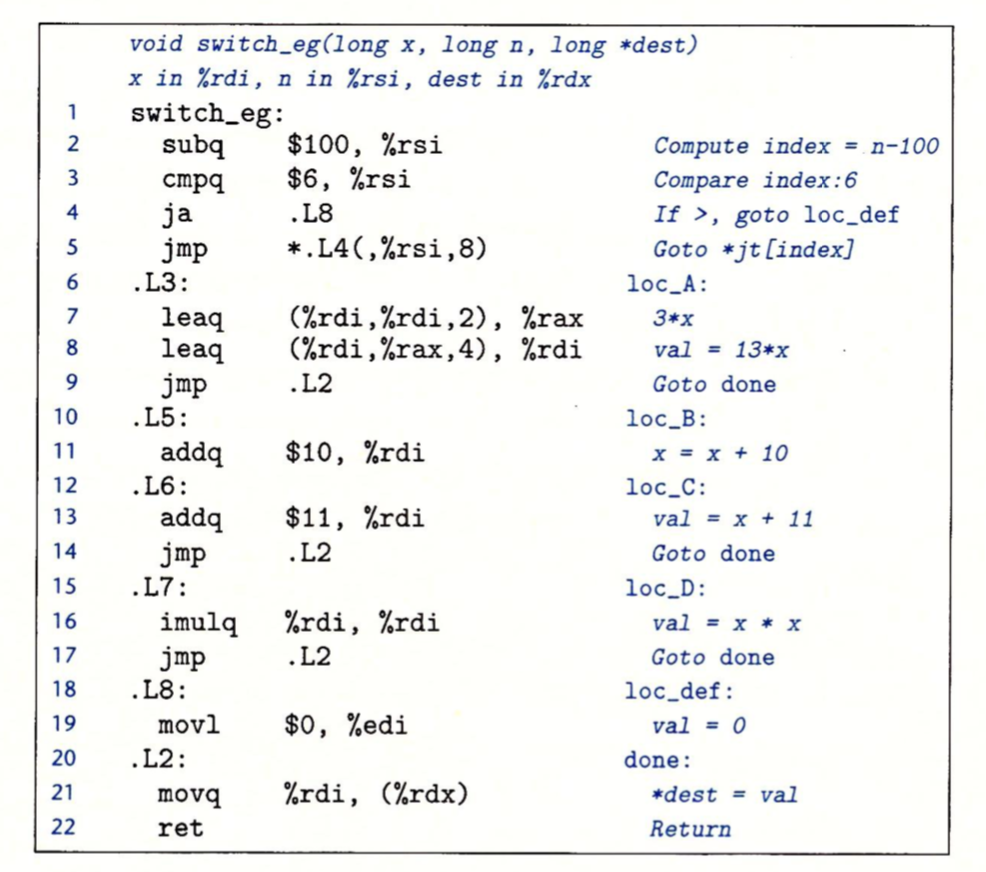 void switch_eg(long x, long n, long *dest)
x in %rdi, n in %rsi, dest in %rdx
1 switch_eg:
2 subq $100, %rsi Compute index = n-100
3 cmpq $6, %rsi Compare index:6
4 ja .L8 If >, goto loc_def
5 jmp *.L4(,%rsi,8) Goto *jt[index]
6 .L3: loc_A:
7 leaq (%rdi,%rdi,2), %rax 3*x
8 leaq (%rdi,%rax,4), %rdi val = 13*x
9 jmp .L2 Goto done
10 .L5: loc_B:
11 addq $10, %rdi x = x + 10
12 .L6: loc_C:
13 addq $11, %rdi val = x + 11
14 jmp .L2 Goto done
15 .L7: loc_D:
16 imulq %rdi, %rdi val = x * x
17 jmp .L2 Goto done
18 .L8: loc_def:
19 movl $0, %edi val = 0
20 .L2: done:
21 movq %rdi, (%rdx) *dest = val
22 ret Return